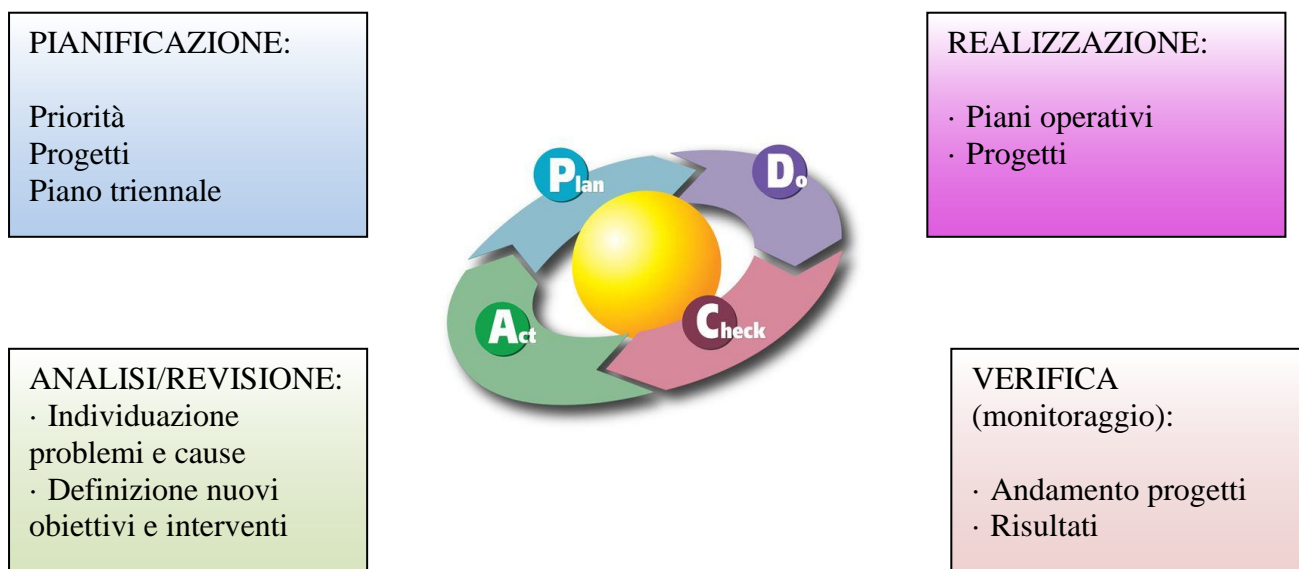 PIANIFICAZIONE:
Priorità
Progetti
Piano triennale
REALIZZAZIONE:
· Piani operativi
· Progetti
Plan
Do
Act
Check
ANALISI/REVISIONE:
· Individuazione
problemi e cause
· Definizione nuovi
obiettivi e interventi
VERIFICA
(monitoraggio):
· Andamento progetti
· Risultati